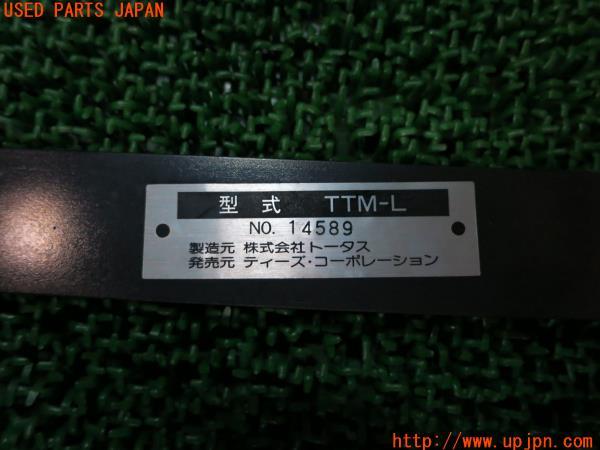 USED PARTS JAPAN
型式 TTM-L
NO. 14589
製造元 株式会社トータス
発売元 ティーズ・コーポレーション
http://www.upjpn.com/